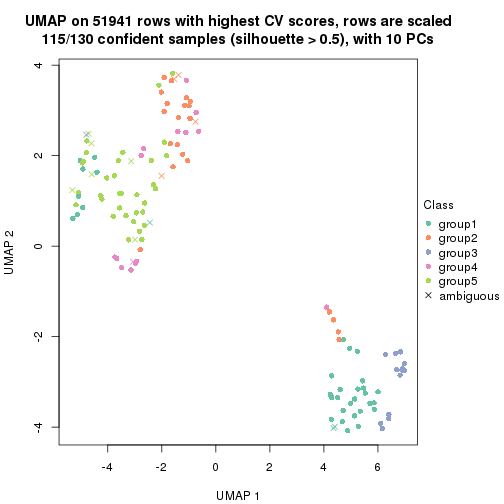 UMAP on 51941 rows with highest CV scores, rows are scaled
115/130 confident samples (silhouette > 0.5), with 10 PCs
4
2
0
-2
-4
UMAP 2
-4
-2
0
2
4
6
UMAP 1
Class
group1
group2
group3
group4
group5
ambiguous